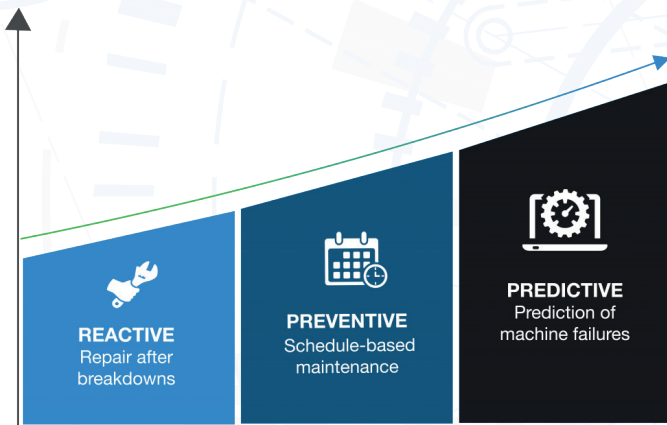 REACTIVE
Repair after
breakdowns
PREVENTIVE
Schedule-based
maintenance
PREDICTIVE
Prediction of
machine failures